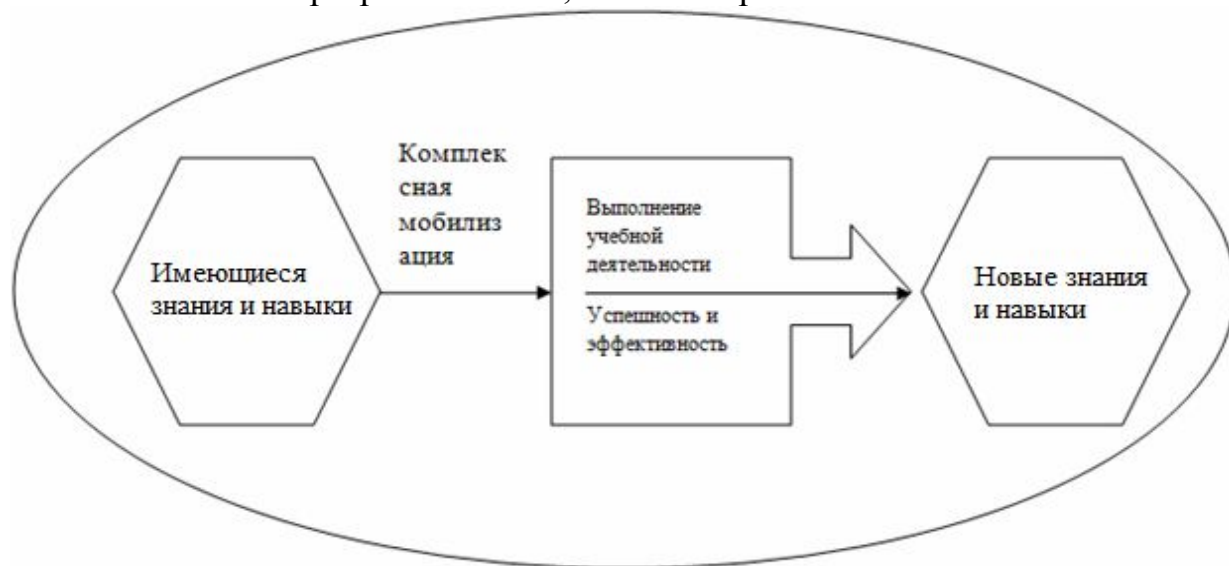 Комплек
сная
мобилиз
ация
Имеющиеся
знания и навыки
Выполнение
учебной
деятельности
Успешность и
эффективность
Новые знания
и навыки